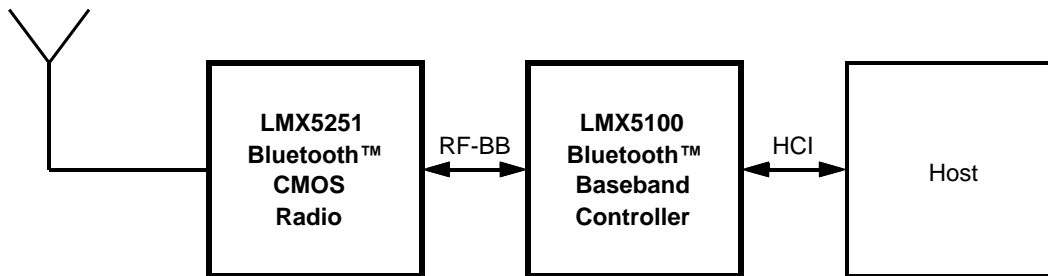 LMX5251
Bluetooth™
CMOS
Radio
RF-BB
LMX5100
Bluetooth™
Baseband
Controller
HCI
Host